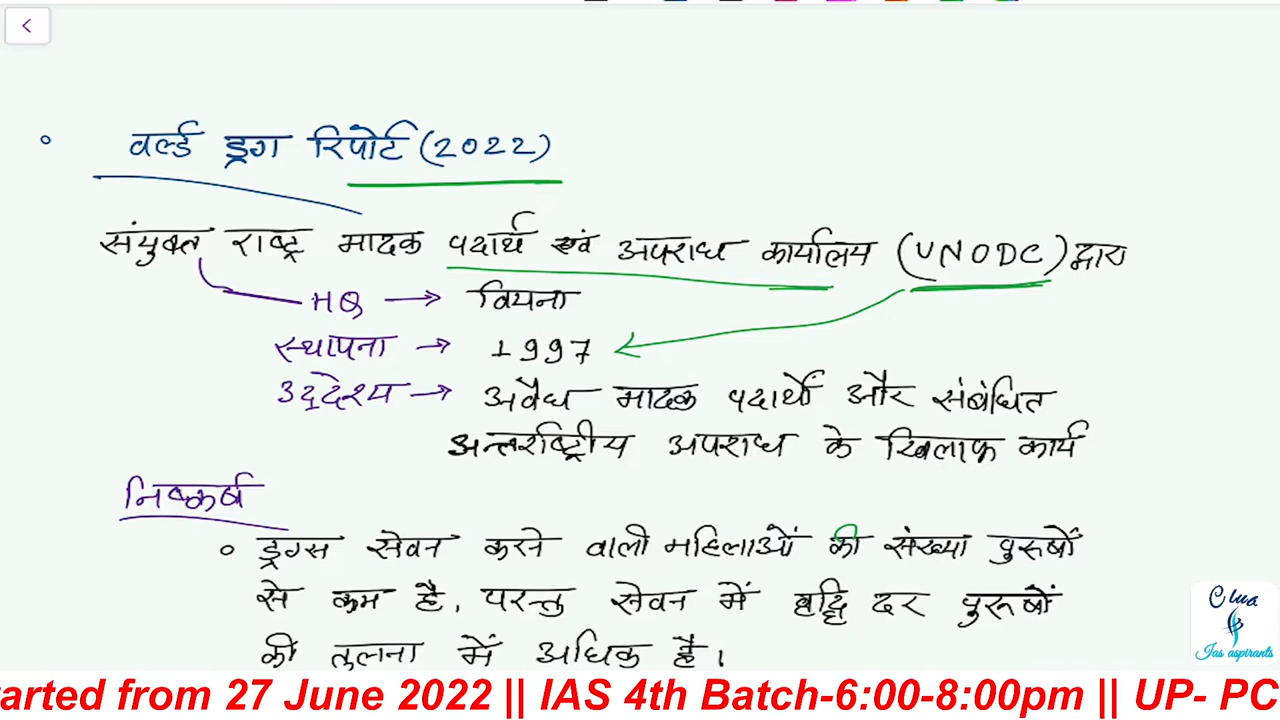 वर्ल्ड ड्रग रिपोर्ट (2022)
संयुक्त राष्ट्र मादक पदार्थ एवं अपराध कार्यालय (UNODC) द्वारा
HQ → वियना
स्थापना → 1997
उद्देश्य → अवैध मादक पदार्थों और संबंधित
अन्तर्राष्ट्रीय अपराध के खिलाफ कार्य
निष्कर्ष
ड्रग्स सेवन करने वाली महिलाओं की संख्या पुरूषों
से कम है, परन्तु सेवन में वृद्धि दर पुरूषों
की तुलना में अधिक है।
Ias aspirants
arted from 27 June 2022 || IAS 4th Batch-6:00-8:00pm || UP- PC